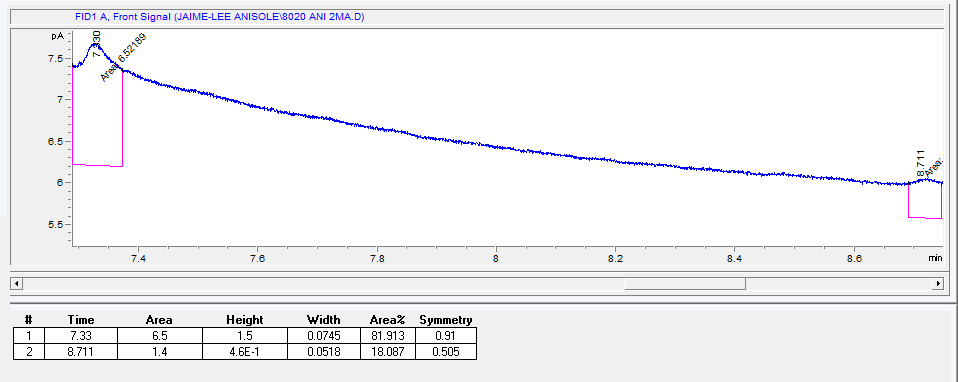 FID1 A, Front Signal (JAIME-LEE ANISOLE\8020 ANI 2MA.D)
pA
7.5
7
6.5
6
5.5
7.330
Area: 6.52189
8.711
Area:
7.4 7.6 7.8 8 8.2 8.4 8.6 min
# Time Area Height Width Area% Symmetry
1 7.33 6.5 1.5 0.0745 81.913 0.91
2 8.711 1.4 4.6E-1 0.0518 18.087 0.505